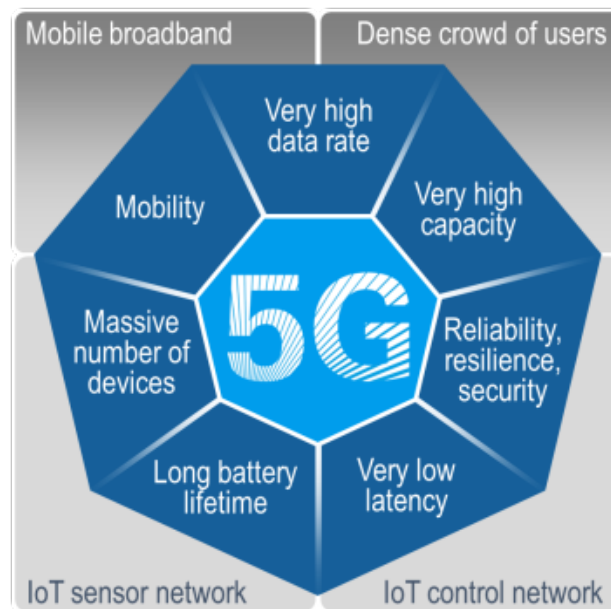 Mobile broadband
Dense crowd of users
Very high
data rate
Mobility
Very high
capacity
5G
Massive
number of
devices
Reliability,
resilience,
security
Long battery
lifetime
Very low
latency
IoT sensor network
IoT control network